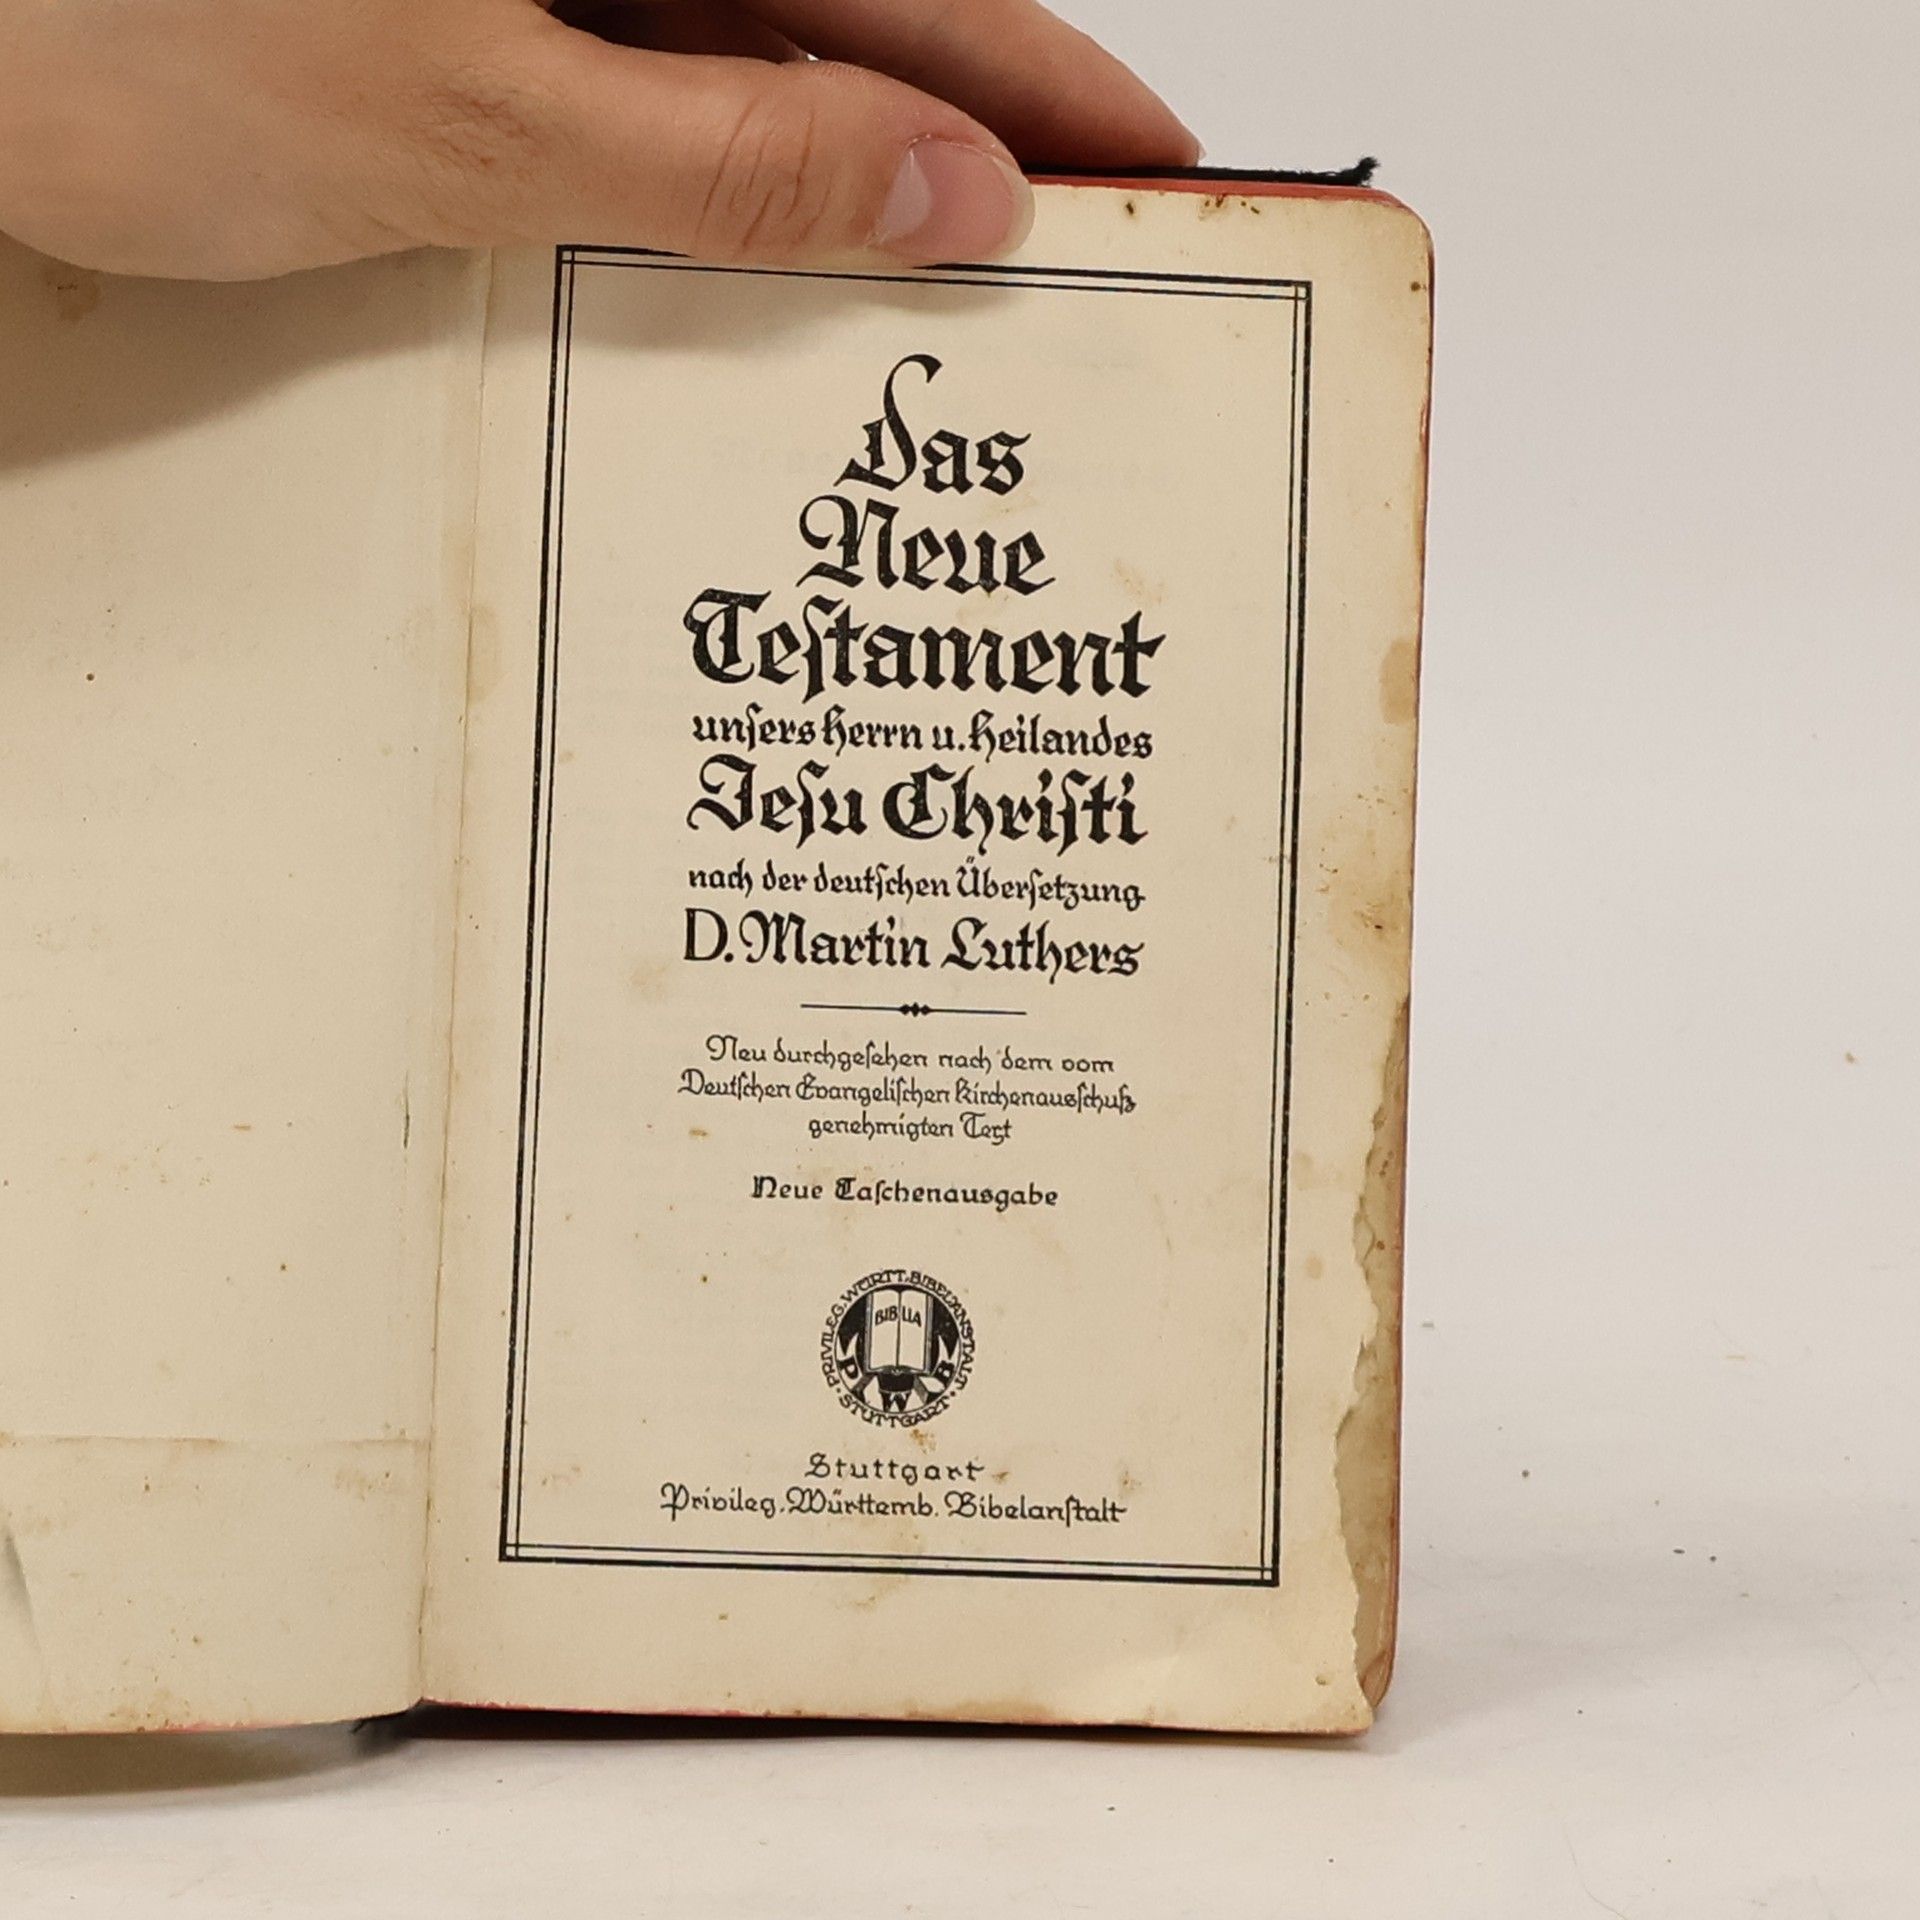 Das
Neue
Teſtament
unſers Herrn u. Heilandes
Jeſu Chriſti
nach der deutſchen Überſetzung
D. Martin Luthers
Neu durchgeſehen nach dem vom
Deutſchen Evangeliſchen Kirchenausſchuß
genehmigten Text
Neue Taſchenausgabe
PRIVILEG. WÜRTT. BIBELANSTALT · STUTTGART ·
BIBLIA
P W B
Stuttgart
Privileg. Württemb. Bibelanſtalt